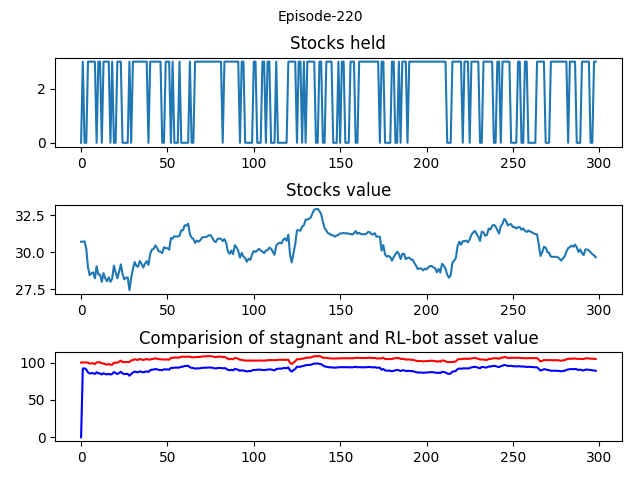 Episode-220
Stocks held
2
0
0 50 100 150 200 250 300
Stocks value
32.5
30.0
27.5
0 50 100 150 200 250 300
Comparision of stagnant and RL-bot asset value
100
50
0
0 50 100 150 200 250 300